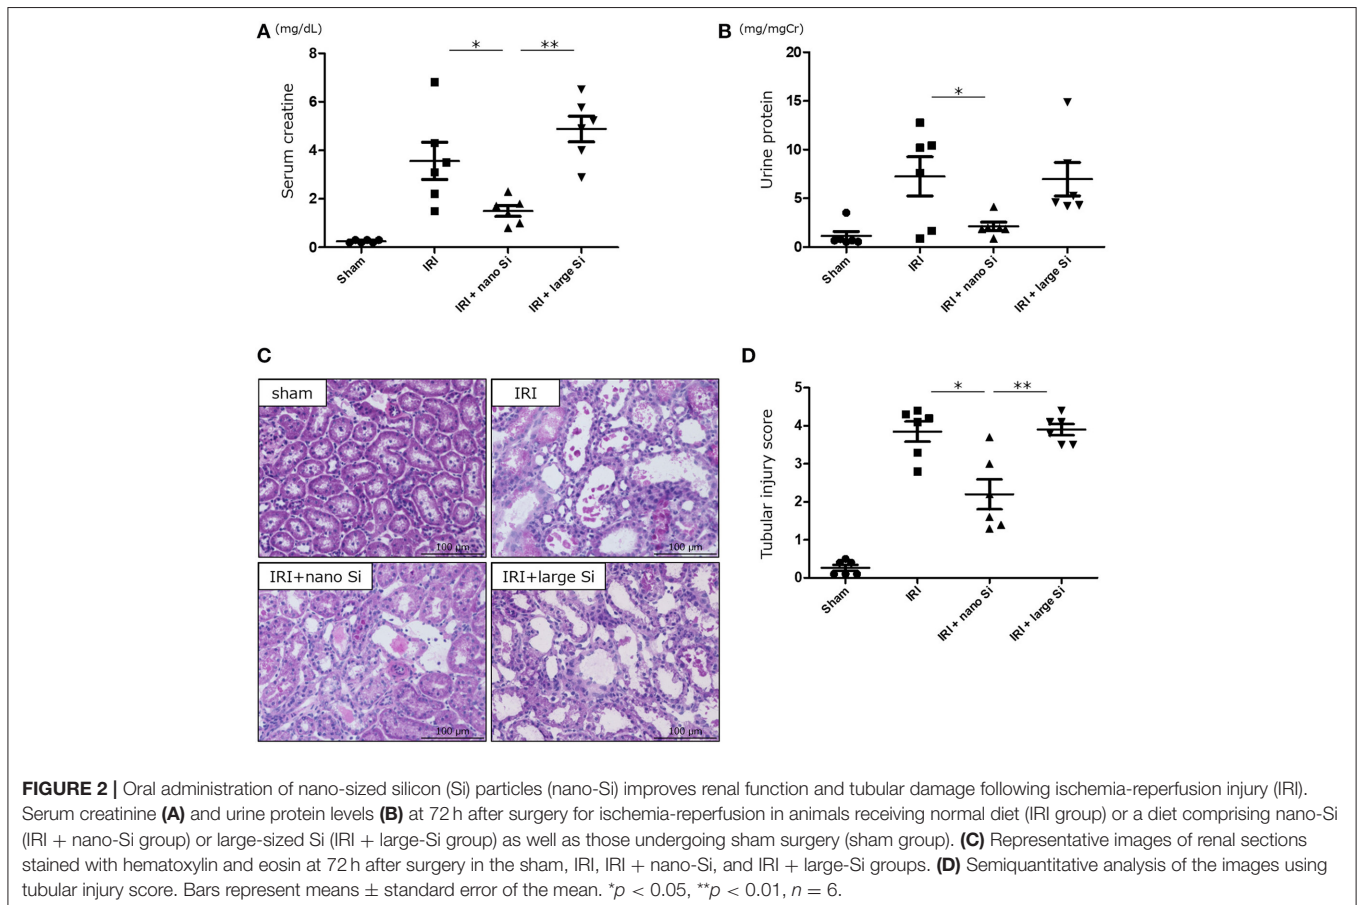 A (mg/dL)
* **
8
6
4
2
0
Serum creatine
Sham
IRI
IRI + nano Si
IRI + large Si
B (mg/mgCr)
*
20
15
10
5
0
Urine protein
Sham
IRI
IRI + nano Si
IRI + large Si
C
sham
100 μm
IRI
100 μm
IRI+nano Si
100 μm
IRI+large Si
100 μm
D
* **
5
4
3
2
1
0
Tubular injury score
Sham
IRI
IRI + nano Si
IRI + large Si
FIGURE 2 | Oral administration of nano-sized silicon (Si) particles (nano-Si) improves renal function and tubular damage following ischemia-reperfusion injury (IRI).
Serum creatinine (A) and urine protein levels (B) at 72 h after surgery for ischemia-reperfusion in animals receiving normal diet (IRI group) or a diet comprising nano-Si
(IRI + nano-Si group) or large-sized Si (IRI + large-Si group) as well as those undergoing sham surgery (sham group). (C) Representative images of renal sections
stained with hematoxylin and eosin at 72 h after surgery in the sham, IRI, IRI + nano-Si, and IRI + large-Si groups. (D) Semiquantitative analysis of the images using
tubular injury score. Bars represent means ± standard error of the mean. *p < 0.05, **p < 0.01, n = 6.